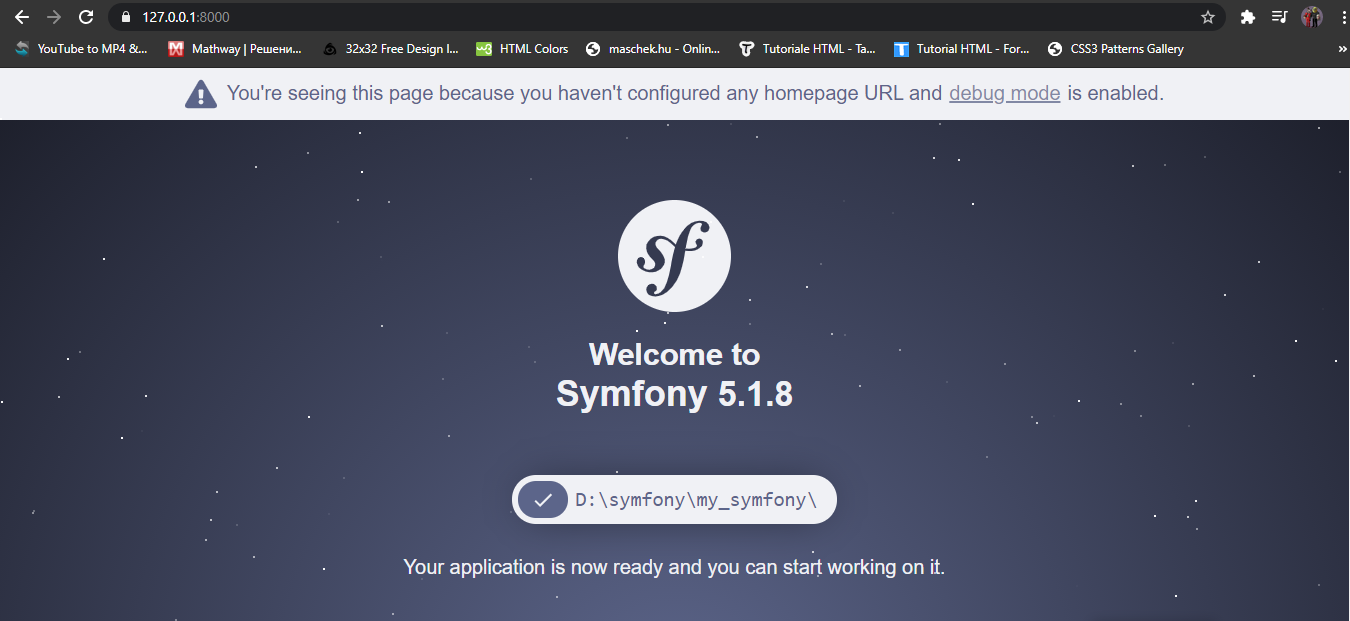 127.0.0.1:8000
YouTube to MP4 &... Mathway | Решени... 32x32 Free Design I... HTML Colors maschek.hu - Onlin... Tutoriale HTML - Ta... Tutorial HTML - For... CSS3 Patterns Gallery »
You're seeing this page because you haven't configured any homepage URL and debug mode is enabled.
sf
Welcome to
Symfony 5.1.8
D:\symfony\my_symfony\
Your application is now ready and you can start working on it.